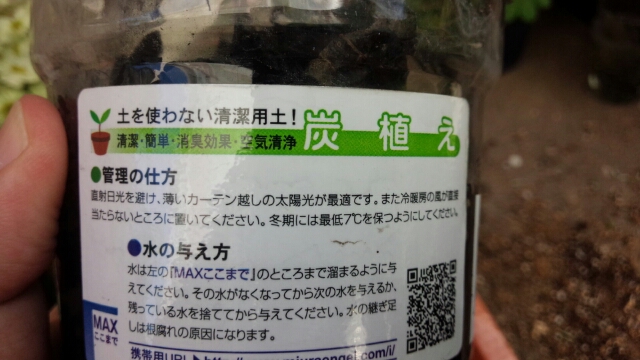 土を使わない清潔用土!
清潔・簡単・消臭効果・空気清浄
炭植え
●管理の仕方
直射日光を避け、薄いカーテン越しの太陽光が最適です。また冷暖房の風が直接
当たらないところに置いてください。冬期には最低7℃を保つようにしてください。
●水の与え方
水は左の「MAXここまで」のところまで溜まるように与
えてください。その水がなくなってから次の水を与えるか、
残っている水を捨ててから与えてください。水の継ぎ足
しは根腐れの原因になります。
MAX
ここまで
携帯用URL▶